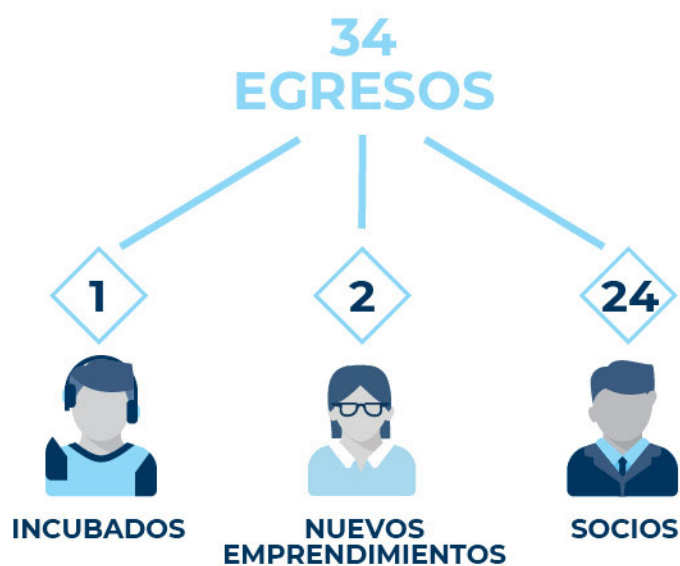 34
EGRESOS
1
2
24
INCUBADOS
NUEVOS
EMPRENDIMIENTOS
SOCIOS